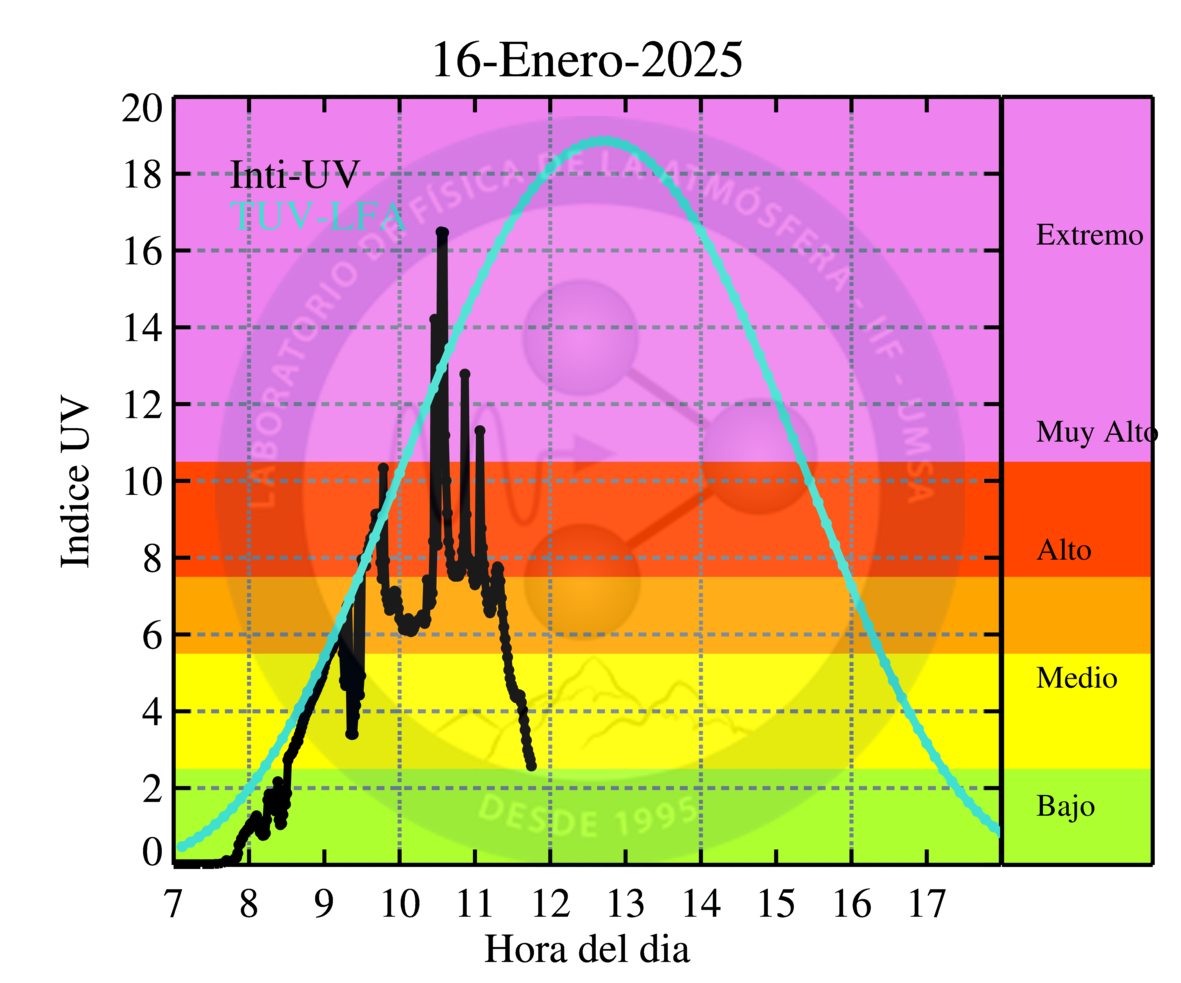 16-Enero-2025
Inti-UV
TUV-LFA
20
18
16
14
12
10
8
6
4
2
0
Indice UV
7 8 9 10 11 12 13 14 15 16 17
Hora del dia
Extremo
Muy Alto
Alto
Medio
Bajo
LABORATORIO DE FÍSICA DE LA ATMÓSFERA - IIF - UMSA
DESDE 1995